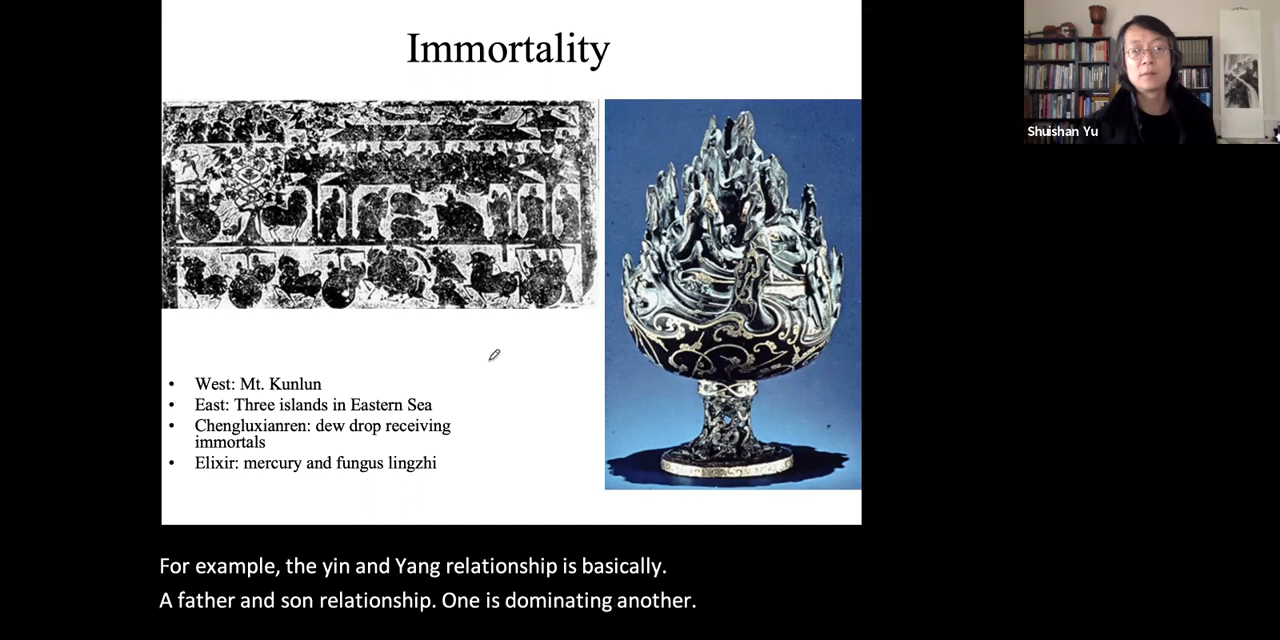 Immortality
Shuishan Yu
• West: Mt. Kunlun
• East: Three islands in Eastern Sea
• Chengluxianren: dew drop receiving
immortals
• Elixir: mercury and fungus lingzhi
For example, the yin and Yang relationship is basically.
A father and son relationship. One is dominating another.